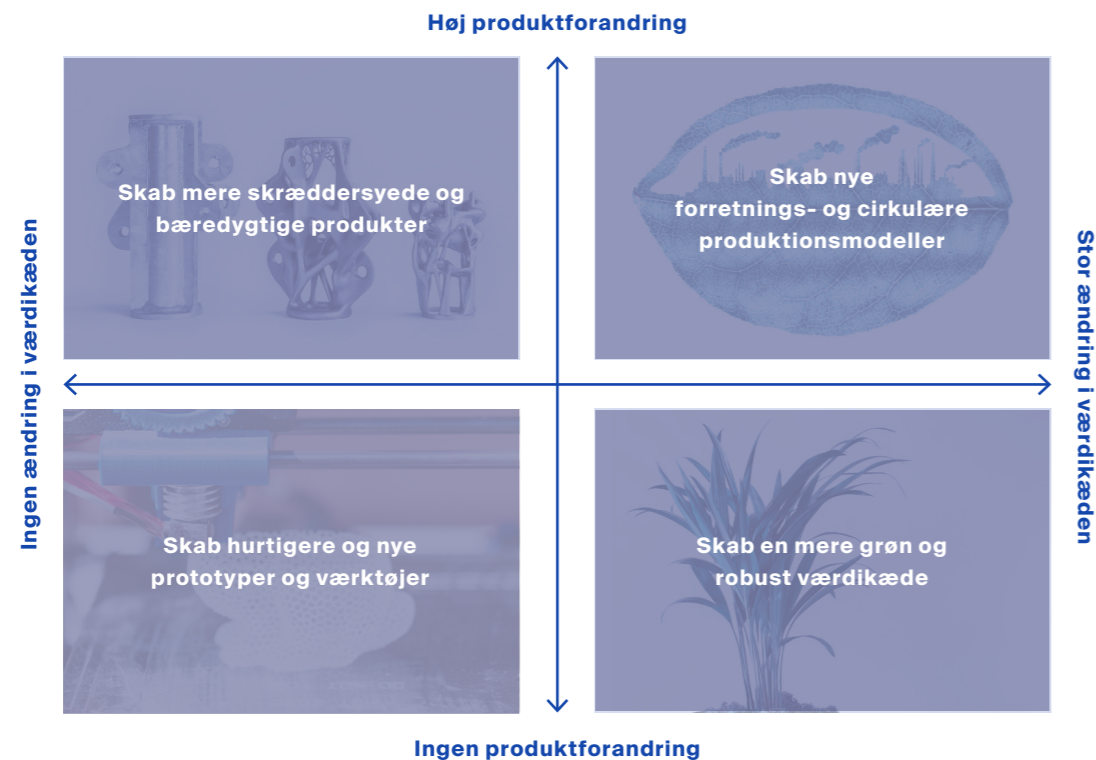 Høj produktforandring
Skab mere skræddersyede og
bæredygtige produkter
Skab nye
forretnings- og cirkulære
produktionsmodeller
Ingen ændring i værdikæden
Stor ændring i værdikæden
Skab hurtigere og nye
prototyper og værktøjer
Skab en mere grøn og
robust værdikæde
Ingen produktforandring